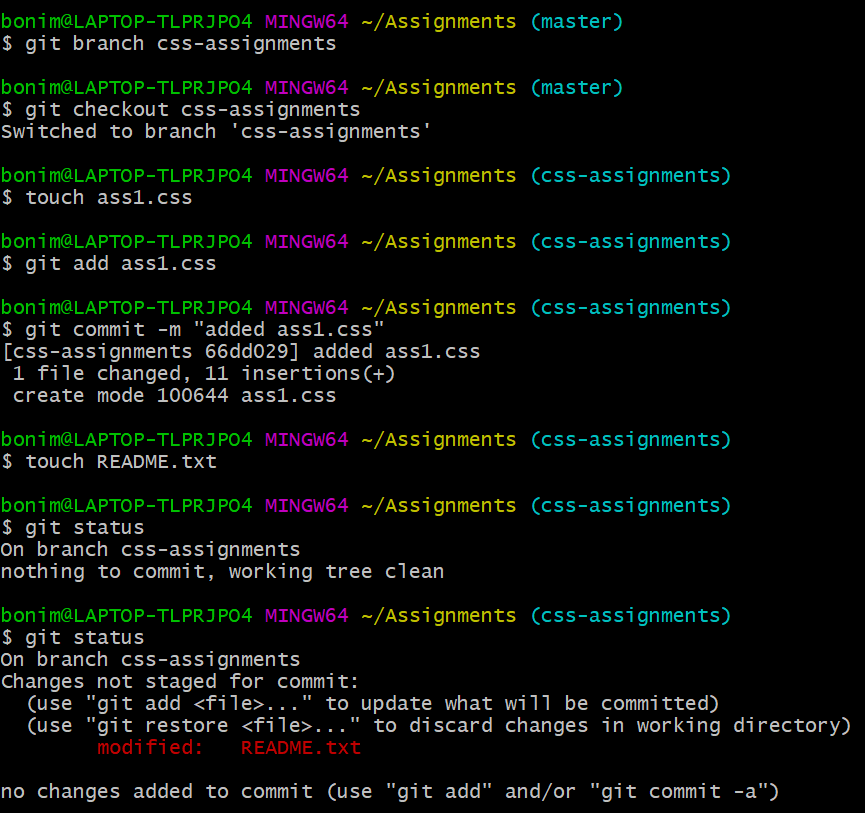 bonim@LAPTOP-TLPRJPO4 MINGW64 ~/Assignments (master)
$ git branch css-assignments
bonim@LAPTOP-TLPRJPO4 MINGW64 ~/Assignments (master)
$ git checkout css-assignments
Switched to branch 'css-assignments'
bonim@LAPTOP-TLPRJPO4 MINGW64 ~/Assignments (css-assignments)
$ touch ass1.css
bonim@LAPTOP-TLPRJPO4 MINGW64 ~/Assignments (css-assignments)
$ git add ass1.css
bonim@LAPTOP-TLPRJPO4 MINGW64 ~/Assignments (css-assignments)
$ git commit -m "added ass1.css"
[css-assignments 66dd029] added ass1.css
 1 file changed, 11 insertions(+)
 create mode 100644 ass1.css
bonim@LAPTOP-TLPRJPO4 MINGW64 ~/Assignments (css-assignments)
$ touch README.txt
bonim@LAPTOP-TLPRJPO4 MINGW64 ~/Assignments (css-assignments)
$ git status
On branch css-assignments
nothing to commit, working tree clean
bonim@LAPTOP-TLPRJPO4 MINGW64 ~/Assignments (css-assignments)
$ git status
On branch css-assignments
Changes not staged for commit:
  (use "git add <file>..." to update what will be committed)
  (use "git restore <file>..." to discard changes in working directory)
        modified:   README.txt
no changes added to commit (use "git add" and/or "git commit -a")